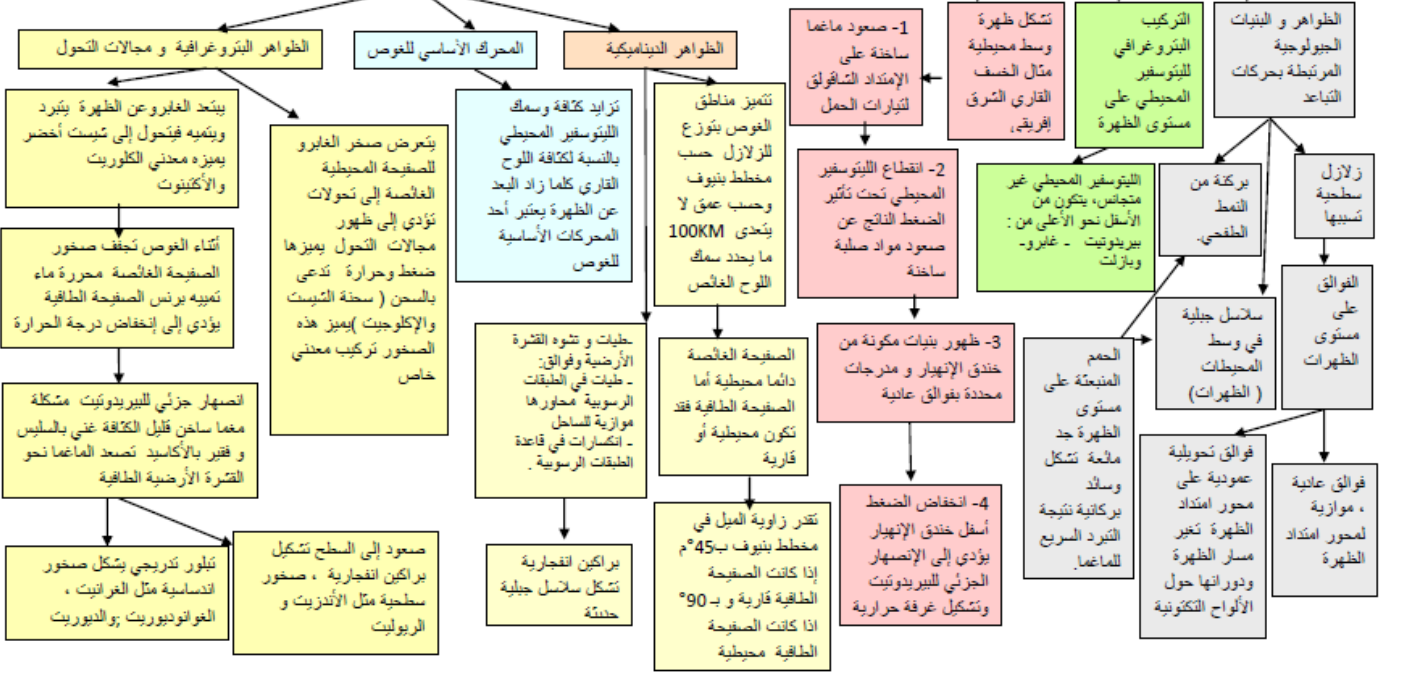 الظواهر و البنيات
الجيولوجية
المرتبطة بحركات
التباعد
زلازل
سطحية
تسببها
الفوالق
على
مستوى
الظهرات
فوالق عادية
، موازية
لمحور امتداد
الظهرة
فوالق تحويلية
عمودية على
محور امتداد
الظهرة تغير
مسار الظهرة
ودورانها حول
الألواح التكتونية
سلاسل جبلية
في وسط
المحيطات
( الظهرات)
بركنة من
النمط
الطفحي.
الحمم
المنبعثة على
مستوى
الظهرة جد
مائعة تشكل
وسائد
بركانية نتيجة
التبرد السريع
للماغما.
التركيب
البتروغرافي
لليتوسفير
المحيطي على
مستوى الظهرة
الليتوسفير المحيطي غير
متجانس، يتكون من
الأسفل نحو الأعلى من :
بيريدوتيت - غابرو-
وبازلت
تشكل ظهرة
وسط محيطية
مثال الخسف
القاري الشرق
إفريقي
1- صعود ماغما
ساخنة على
الإمتداد الشاقولق
لتيارات الحمل
2- انقطاع الليتوسفير
المحيطي تحت تأثير
الضغط الناتج عن
صعود مواد صلبة
ساخنة
3- ظهور بنيات مكونة من
خندق الإنهيار و مدرجات
محددة بفوالق عادية
4- انخفاض الضغط
أسفل خندق الإنهيار
يؤدي إلى الإنصهار
الجزئي للبيريدوتيت
وتشكيل غرفة حرارية
الظواهر الديناميكية
تتميز مناطق
الغوص بتوزع
للزلازل حسب
مخطط بنيوف
وحسب عمق لا
يتعدى 100KM
ما يحدد سمك
اللوح الغائص
الصفيحة الغائصة
دائما محيطية أما
الصفيحة الطافية فقد
تكون محيطية أو
قارية
تقدر زاوية الميل في
مخطط بنيوف ب45°م
إذا كانت الصفيحة
الطافية قارية و بـ 90°
اذا كانت الصفيحة
الطافية محيطية
-طيات و تشوه القشرة
الأرضية وفوالق:
- طيات في الطبقات
الرسوبية محاورها
موازية للساحل
- انكسارات في قاعدة
الطبقات الرسوبية .
براكين انفجارية
تشكل سلاسل جبلية
حديثة
المحرك الأساسي للغوص
تزايد كثافة وسمك
الليتوسفير المحيطي
بالنسبة لكثافة اللوح
القاري كلما زاد البعد
عن الظهرة يعتبر أحد
المحركات الأساسية
للغوص
الظواهر البتروغرافية و مجالات التحول
يتعرض صخر الغابرو
للصفيحة المحيطية
الغائصة إلى تحولات
تؤدي إلى ظهور
مجالات التحول يميزها
ضغط وحرارة تدعى
بالسحن ( سحنة الشيست
والإكلوجيت )يميز هذه
الصخور تركيب معدني
خاص
يبتعد الغابروعن الظهرة يتبرد
ويتميه فيتحول إلى شيست أخضر
يميزه معدني الكلوريت
والأكتينوت
أثناء الغوص تجفف صخور
الصفيحة الغائصة محررة ماء
تمييه برنس الصفيحة الطافية
يؤدي إلى إنخفاض درجة الحرارة
انصهار جزئي للبيريدوتيت مشكلة
مغما ساخن قليل الكثافة غني بالسليس
و فقير بالأكاسيد تصعد الماغما نحو
القشرة الأرضية الطافية
صعود إلى السطح تشكيل
براكين انفجارية ، صخور
سطحية مثل الأندزيت و
الريوليت
تبلور تدريجي يشكل صخور
اندساسية مثل الغرانيت ،
الغوانوديوريت ;والديوريت